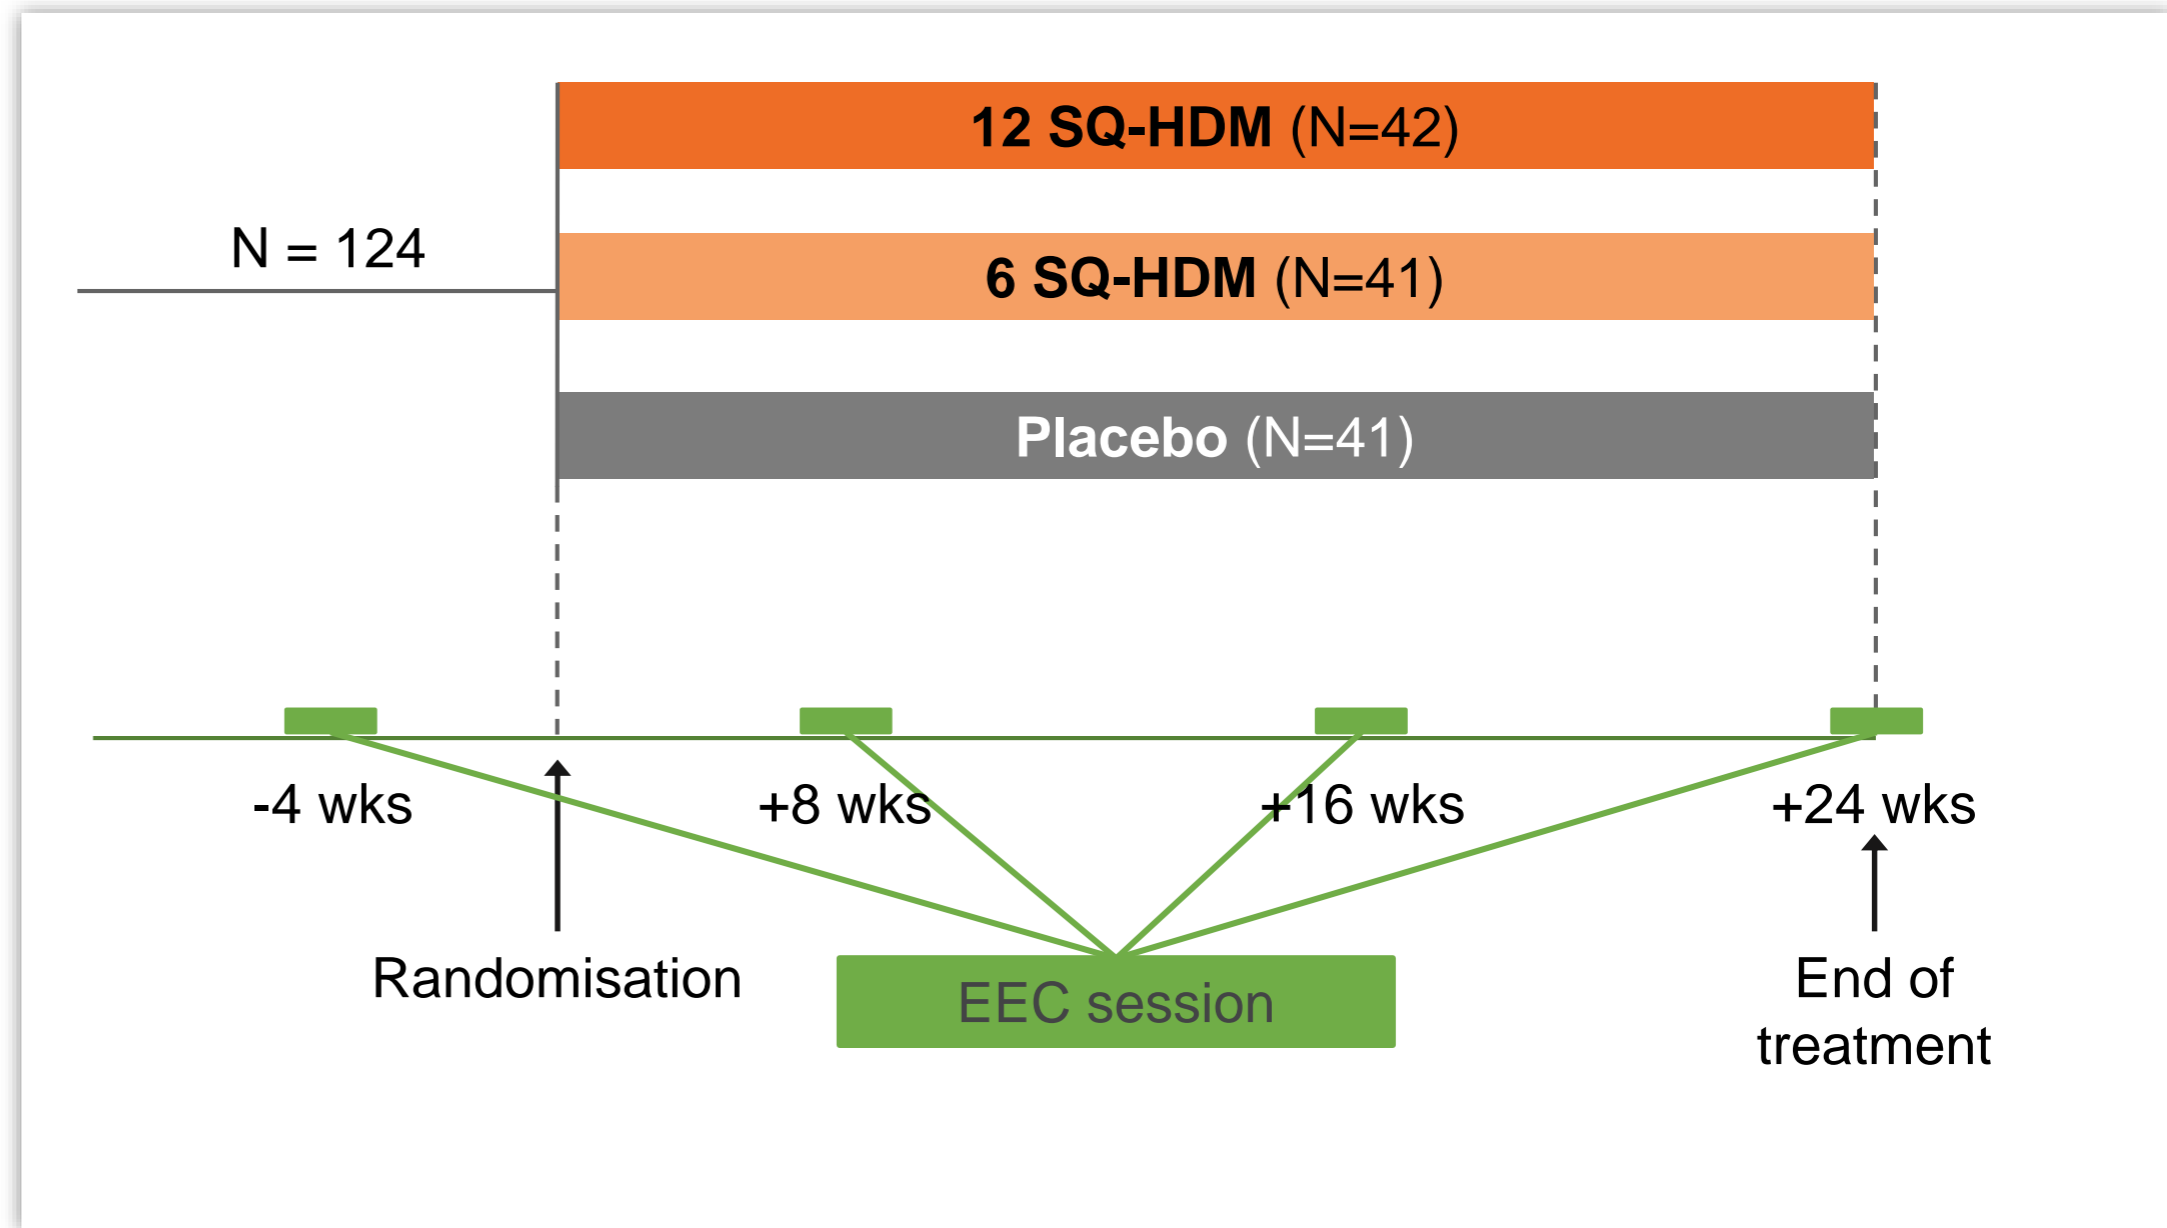 12 SQ-HDM (N=42)
N = 124
6 SQ-HDM (N=41)
Placebo (N=41)
-4 wks
+8 wks
+16 wks
+24 wks
Randomisation
EEC session
End of
treatment